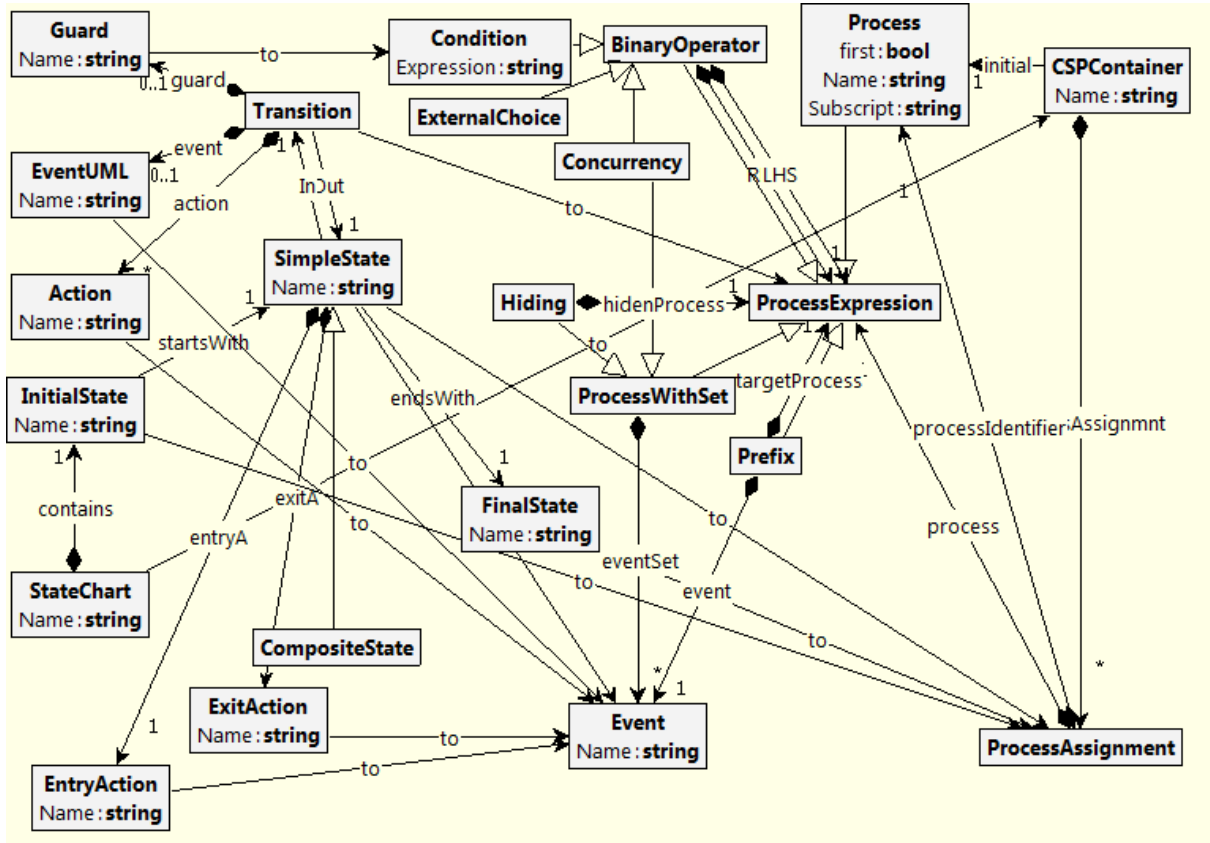 Guard
Name:string
Condition
Expression:string
BinaryOperator
Process
first:bool
Name:string
Subscript:string
CSPContainer
Name:string
to
initial
1
guard
0..1
Transition
ExternalChoice
Concurrency
EventUML
Name:string
event
0..1
1
action
InOut
RLHS
to
1
1
1
SimpleState
Name:string
Action
Name:string
*
1
startsWith
Hiding
hidenProcess
1
ProcessExpression
to
1
InitialState
Name:string
1
endsWith
ProcessWithSet
targetProcess
processIdentifier
Assignmnt
Prefix
contains
to
1
exitA
FinalState
Name:string
entryA
to
to
process
StateChart
Name:string
eventSet
to
event
to
CompositeState
*
*
1
ExitAction
Name:string
Event
Name:string
1
to
to
ProcessAssignment
EntryAction
Name:string